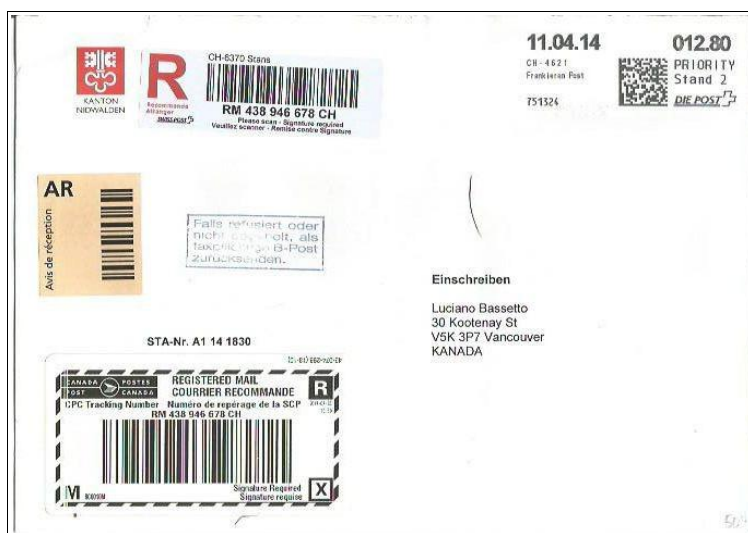 11.04.14 012.80
CH-4621
Frankieren Post
751324
PRIORITY
Stand 2
DIE POST
KANTON
NIDWALDEN
CH-6370 Stans
R
Recommandé
Etranger
SWISS POST
RM 438 946 678 CH
Please scan - Signature required
Veuillez scanner - Remise contre Signature
AR
Avis de réception
Falls refusiert oder
nicht abgeholt, als
B-Post
zurücksenden.
Einschreiben
Luciano Bassetto
30 Kootenay St
V5K 3P7 Vancouver
KANADA
STA-Nr. A1 14 1830
CANADA POSTES
POST CANADA
REGISTERED MAIL
COURRIER RECOMMANDE
R
CPC Tracking Number Numéro de repérage de la SCP
RM 438 946 678 CH
Signature Required
Signature requise
X